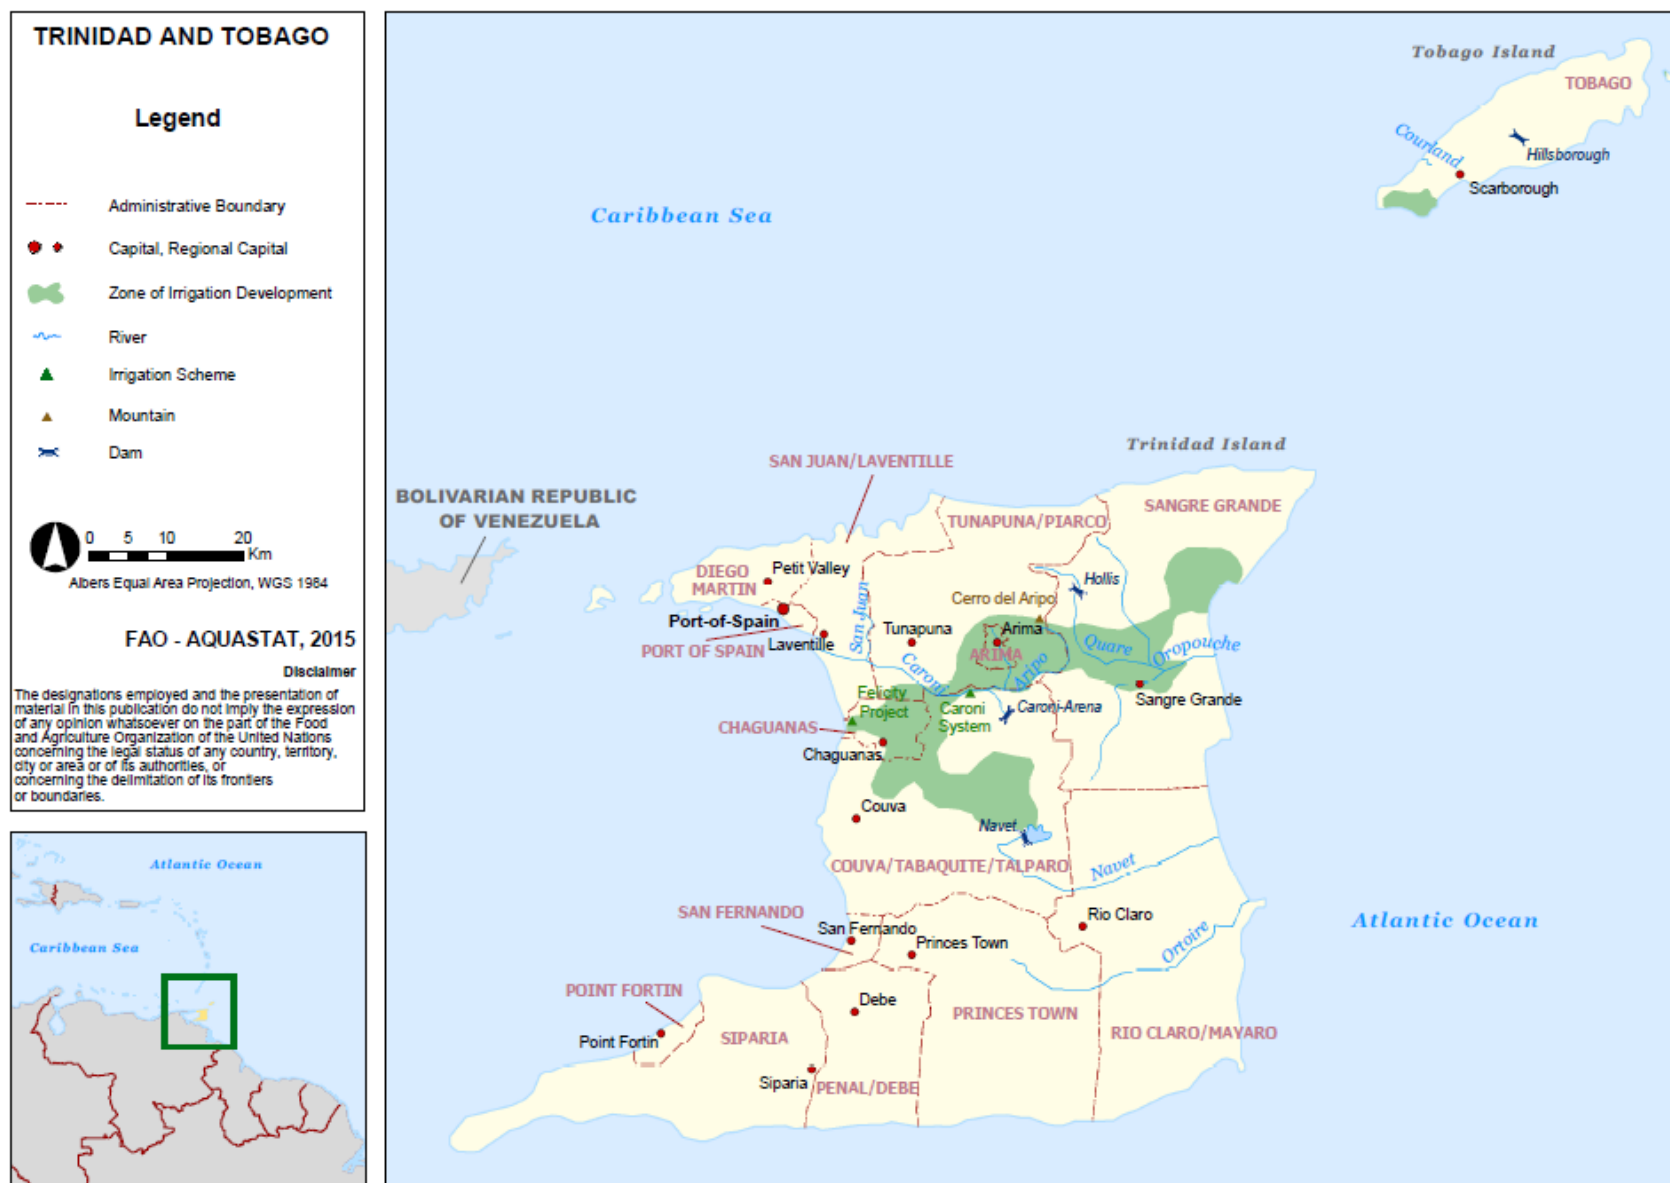 TRINIDAD AND TOBAGO
Legend
Administrative Boundary
Capital, Regional Capital
Zone of Irrigation Development
River
Irrigation Scheme
Mountain
Dam
0 5 10 20
Km
Albers Equal Area Projection, WGS 1984
FAO - AQUASTAT, 2015
Disclaimer
The designations employed and the presentation of
material in this publication do not imply the expression
of any opinion whatsoever on the part of the Food
and Agriculture Organization of the United Nations
concerning the legal status of any country, territory,
city or area or of its authorities, or
concerning the delimitation of its frontiers
or boundaries.
Atlantic Ocean
Caribbean Sea
Tobago Island
TOBAGO
Courland
Hillsborough
Scarborough
Caribbean Sea
Trinidad Island
SAN JUAN/LAVENTILLE
BOLIVARIAN REPUBLIC
OF VENEZUELA
SANGRE GRANDE
TUNAPUNA/PIARCO
DIEGO
MARTIN
Petit Valley
Hollis
San Juan
Cerro del Aripo
Port-of-Spain
Laventille
Tunapuna
Arima
PORT OF SPAIN
ARIMA
Quare
Oropouche
Caroni
Aripo
Felicity
Project
Caroni
System
Caroni-Arena
Sangre Grande
CHAGUANAS
Chaguanas
Couva
Navet
COUVA/TABAQUITE/TALPARO
Navet
SAN FERNANDO
San Fernando
Rio Claro
Princes Town
Ortoire
Atlantic Ocean
POINT FORTIN
Debe
PRINCES TOWN
Point Fortin
SIPARIA
RIO CLARO/MAYARO
Siparia
PENAL/DEBE